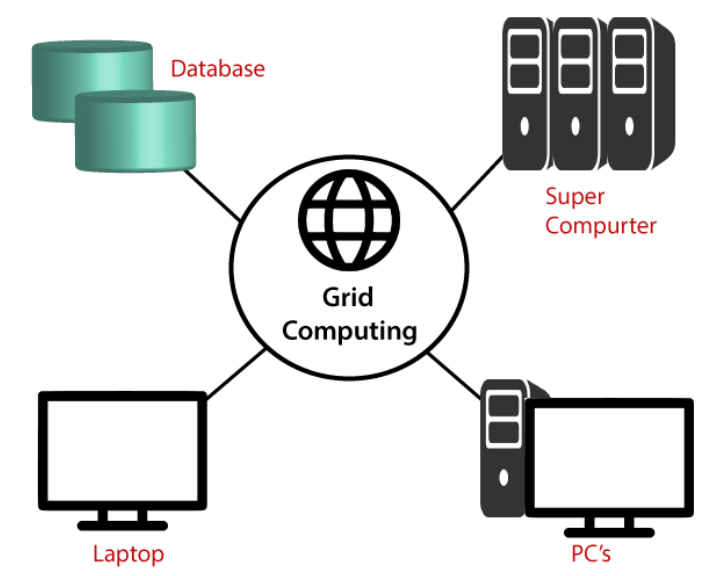 Database
Super
Compurter
Grid
Computing
Laptop
PC's